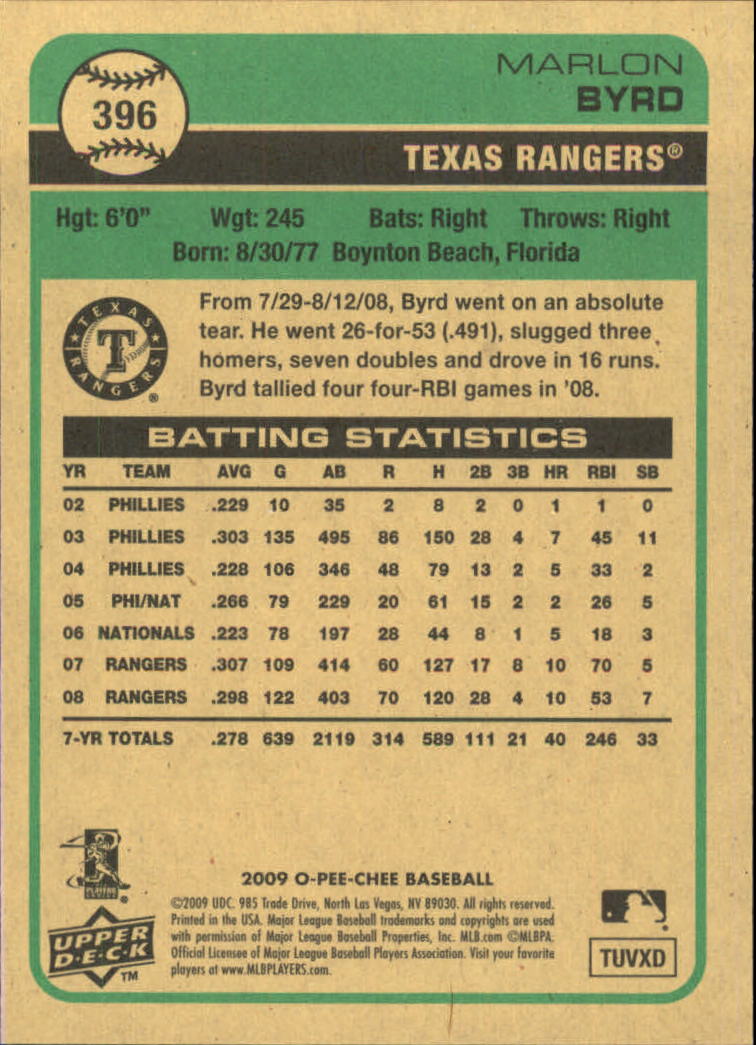 396
MARLON
BYRD
TEXAS RANGERS®
Hgt: 6'0" Wgt: 245 Bats: Right Throws: Right
Born: 8/30/77 Boynton Beach, Florida
TEXAS
T
RANGERS
®
From 7/29-8/12/08, Byrd went on an absolute
tear. He went 26-for-53 (.491), slugged three
homers, seven doubles and drove in 16 runs.
Byrd tallied four four-RBI games in '08.
BATTING STATISTICS
YR TEAM AVG G AB R H 2B 3B HR RBI SB
02 PHILLIES .229 10 35 2 8 2 0 1 1 0
03 PHILLIES .303 135 495 86 150 28 4 7 45 11
04 PHILLIES .228 106 346 48 79 13 2 5 33 2
05 PHI/NAT .266 79 229 20 61 15 2 2 26 5
06 NATIONALS .223 78 197 28 44 8 1 5 18 3
07 RANGERS .307 109 414 60 127 17 8 10 70 5
08 RANGERS .298 122 403 70 120 28 4 10 53 7
7-YR TOTALS .278 639 2119 314 589 111 21 40 246 33
2009 O-PEE-CHEE BASEBALL
©2009 UDC. 985 Trade Drive, North Las Vegas, NV 89030. All rights reserved.
Printed in the USA. Major League Baseball trademarks and copyrights are used
with permission of Major League Baseball Properties, Inc. MLB.com ©MLBPA.
Official Licensee of Major League Baseball Players Association. Visit your favorite
players at www.MLBPLAYERS.com.
UPPER
D·E·C·K
TM
TUVXD